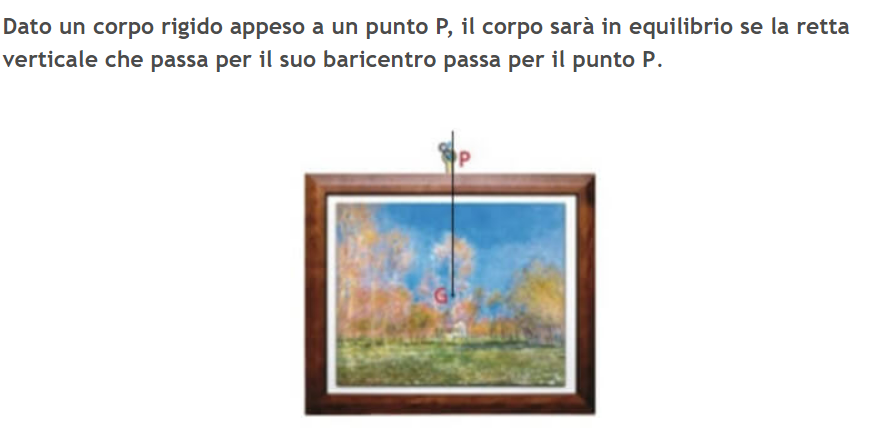 Dato un corpo rigido appeso a un punto P, il corpo sarà in equilibrio se la retta
verticale che passa per il suo baricentro passa per il punto P.
P
G